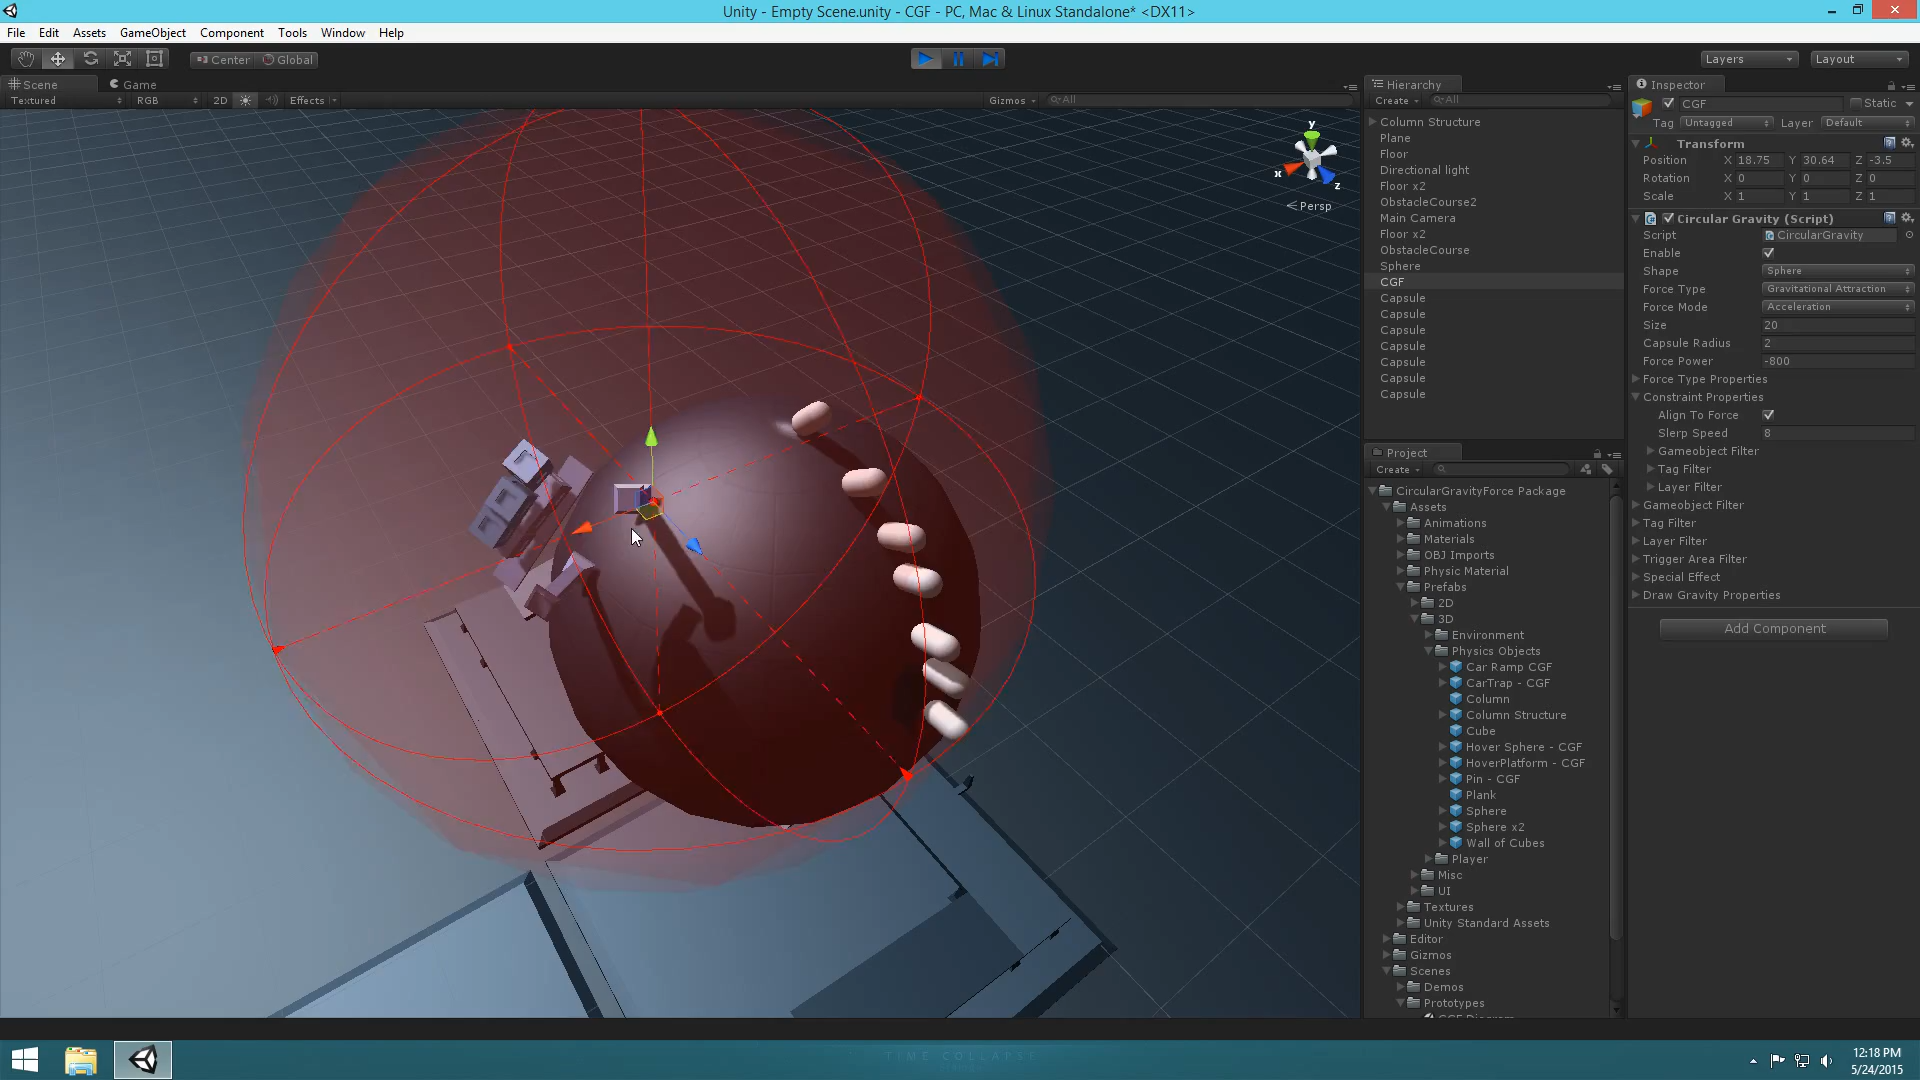 Unity - Empty Scene.unity - CGF - PC, Mac & Linux Standalone* <DX11>
File Edit Assets GameObject Component Tools Window Help
Center Global
Layers Layout
Scene Game
Textured RGB 2D Effects Gizmos All
y
x
z
Persp
Hierarchy
Create All
Column Structure
Plane
Floor
Directional light
Floor x2
ObstacleCourse2
Main Camera
Floor x2
ObstacleCourse
Sphere
CGF
Capsule
Capsule
Capsule
Capsule
Capsule
Capsule
Capsule
Project
Create
CircularGravityForce Package
Assets
Animations
Materials
OBJ Imports
Physic Material
Prefabs
2D
3D
Environment
Physics Objects
Car Ramp CGF
CarTrap - CGF
Column
Column Structure
Cube
Hover Sphere - CGF
HoverPlatform - CGF
Pin - CGF
Plank
Sphere
Sphere x2
Wall of Cubes
Player
Misc
UI
Textures
Unity Standard Assets
Editor
Gizmos
Scenes
Demos
Prototypes
Inspector
CGF Static
Tag Untagged Layer Default
Transform
Position X 18.75 Y 30.64 Z -3.5
Rotation X 0 Y 0 Z 0
Scale X 1 Y 1 Z 1
Circular Gravity (Script)
Script CircularGravity
Enable
Shape Sphere
Force Type Gravitational Attraction
Force Mode Acceleration
Size 20
Capsule Radius 2
Force Power -800
Force Type Properties
Constraint Properties
Align To Force
Slerp Speed 8
Gameobject Filter
Tag Filter
Layer Filter
Gameobject Filter
Tag Filter
Layer Filter
Trigger Area Filter
Special Effect
Draw Gravity Properties
Add Component
TIME COLLAPSE
12:18 PM
5/24/2015